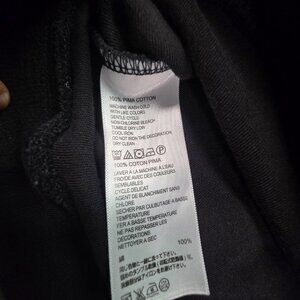 100% PIMA COTTON
MACHINE WASH COLD
WITH LIKE COLORS
GENTLE CYCLE
NON-CHLORINE BLEACH
TUMBLE DRY LOW
COOL IRON
DO NOT IRON THE DECORATION
DRY CLEAN
100% COTON PIMA
LAVER A LA MACHINE A L'EAU
FROIDE AVEC DES COULEURS
SEMBLABLES
CYCLE DELICAT
AGENT DE BLANCHIMENT SANS
CHLORE
SÉCHER PAR CULBUTAGE A BASSE
TEMPERATURE
FER A BASSE TEMPÉRATURE
NE PAS REPASSER LES
DECORATIONS
NETTOYER A SEC
綿 100%